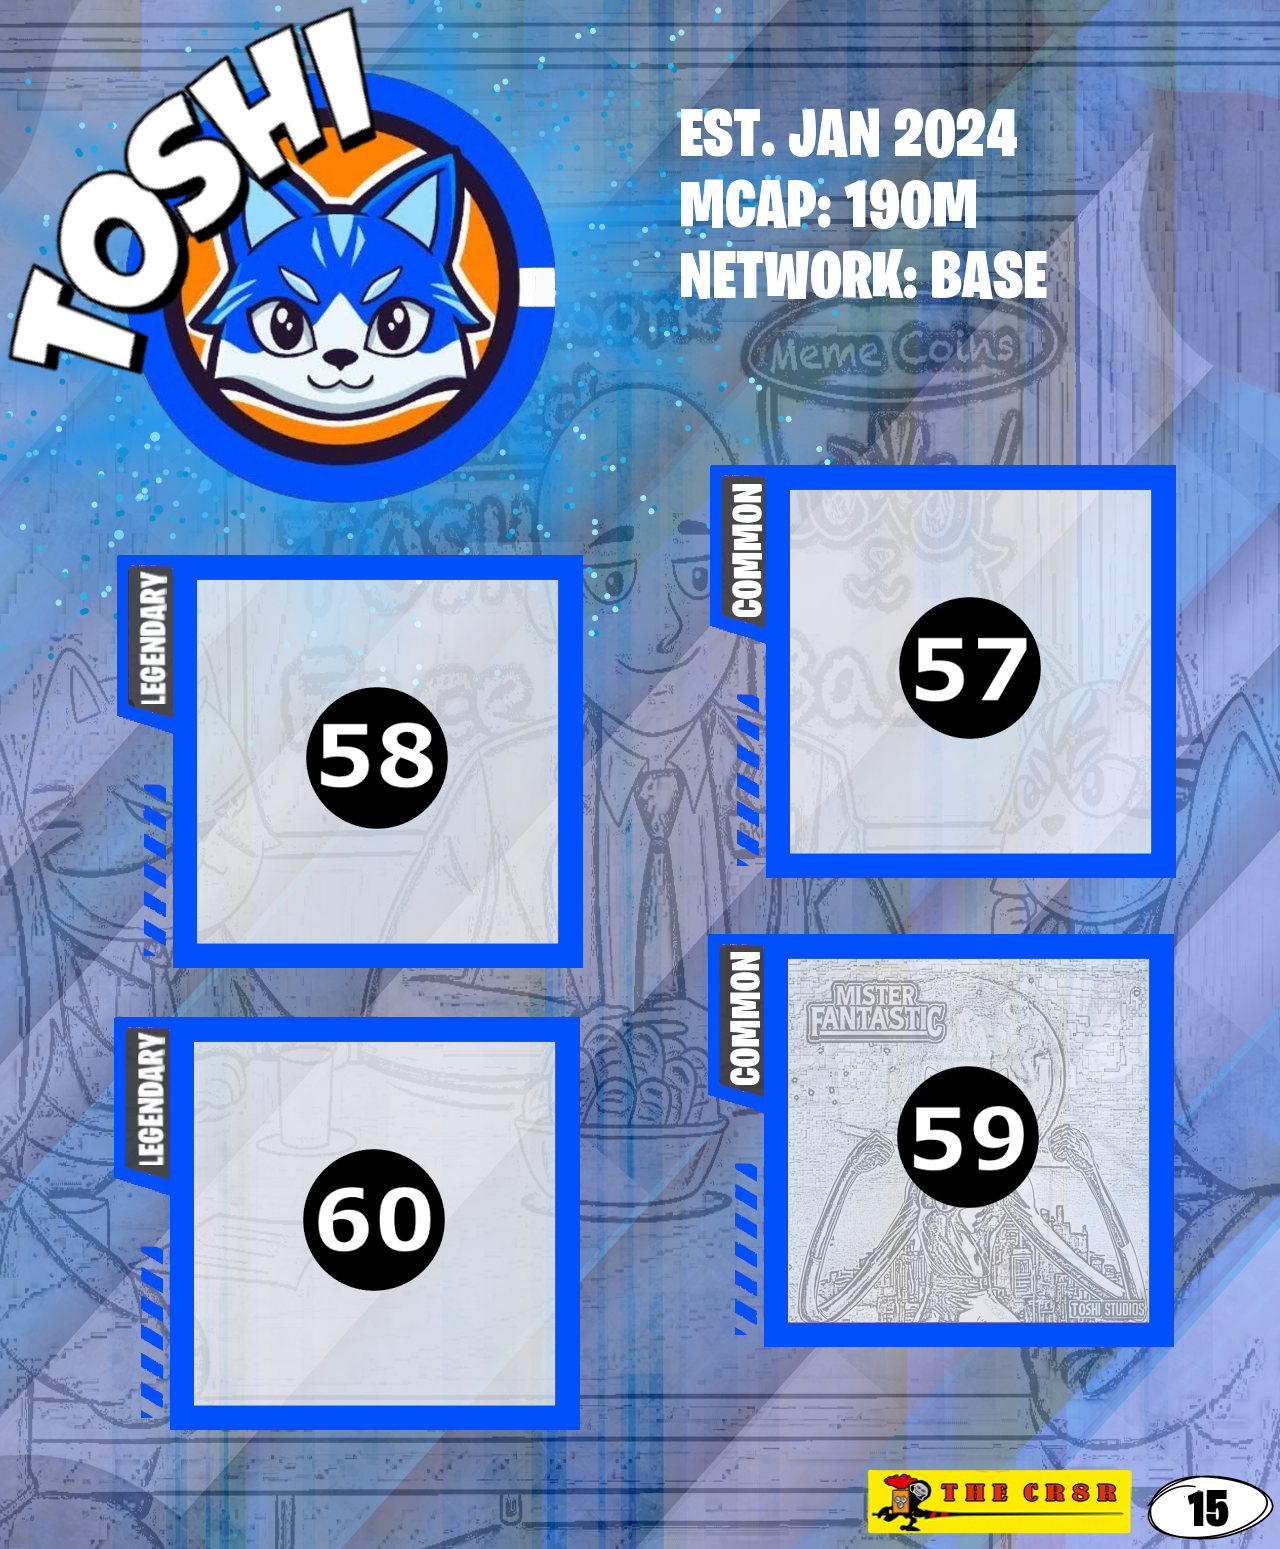 TOSHI
EST. JAN 2024
MCAP: 190M
NETWORK: BASE
Meme Coins
COMMON
57
LEGENDARY
58
COMMON
MISTER
FANTASTIC
59
TOSHI STUDIOS
LEGENDARY
60
THE CR8R
15